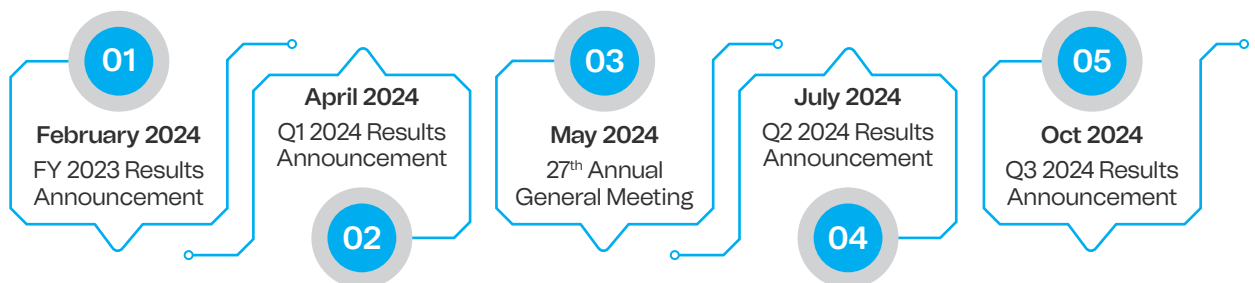 01
February 2024
FY 2023 Results
Announcement
April 2024
Q1 2024 Results
Announcement
02
03
May 2024
27th Annual
General Meeting
July 2024
Q2 2024 Results
Announcement
04
05
Oct 2024
Q3 2024 Results
Announcement